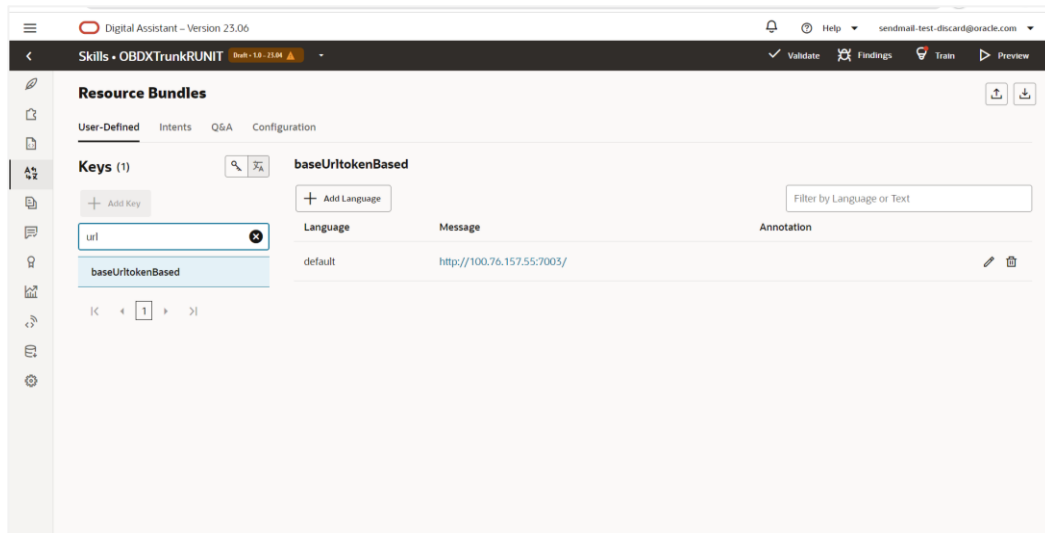 Digital Assistant – Version 23.06
Help
sendmail-test-discard@oracle.com
Skills • OBDXTrunkRUNIT
Draft • 1.0 - 23.04
Validate
Findings
Train
Preview
Resource Bundles
User-Defined Intents Q&A Configuration
Keys (1)
Add Key
url
baseUrltokenBased
1
baseUrltokenBased
Add Language
Filter by Language or Text
Language Message Annotation
default http://100.76.157.55:7003/